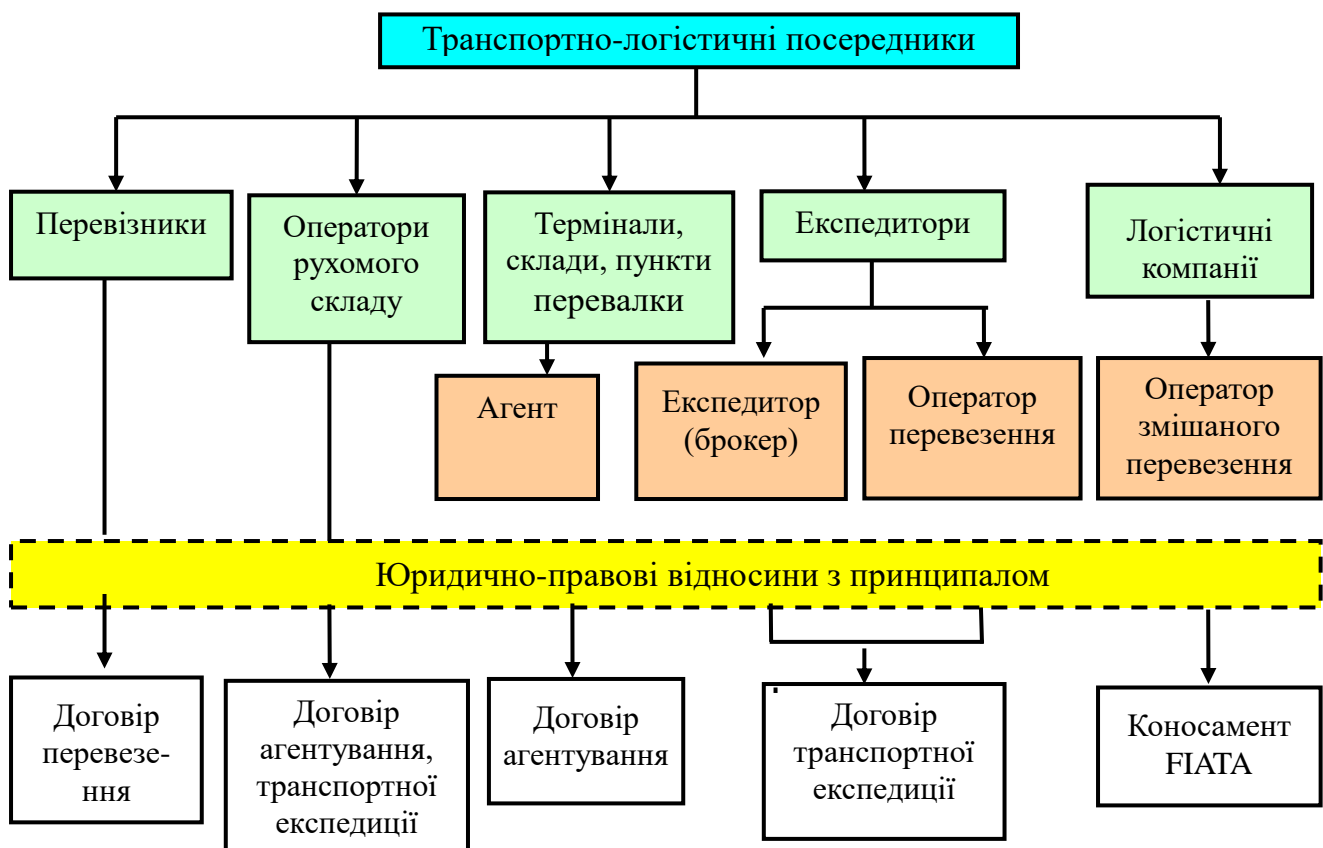 Транспортно-логістичні посередники
Перевізники
Оператори
рухомого
складу
Термінали,
склади, пункти
перевалки
Експедитори
Логістичні
компанії
Агент
Експедитор
(брокер)
Оператор
перевезення
Оператор
змішаного
перевезення
Юридично-правові відносини з принципалом
Договір
перевезе-
ння
Договір
агентування,
транспортної
експедиції
Договір
агентування
Договір
транспортної
експедиції
Коносамент
FIATA